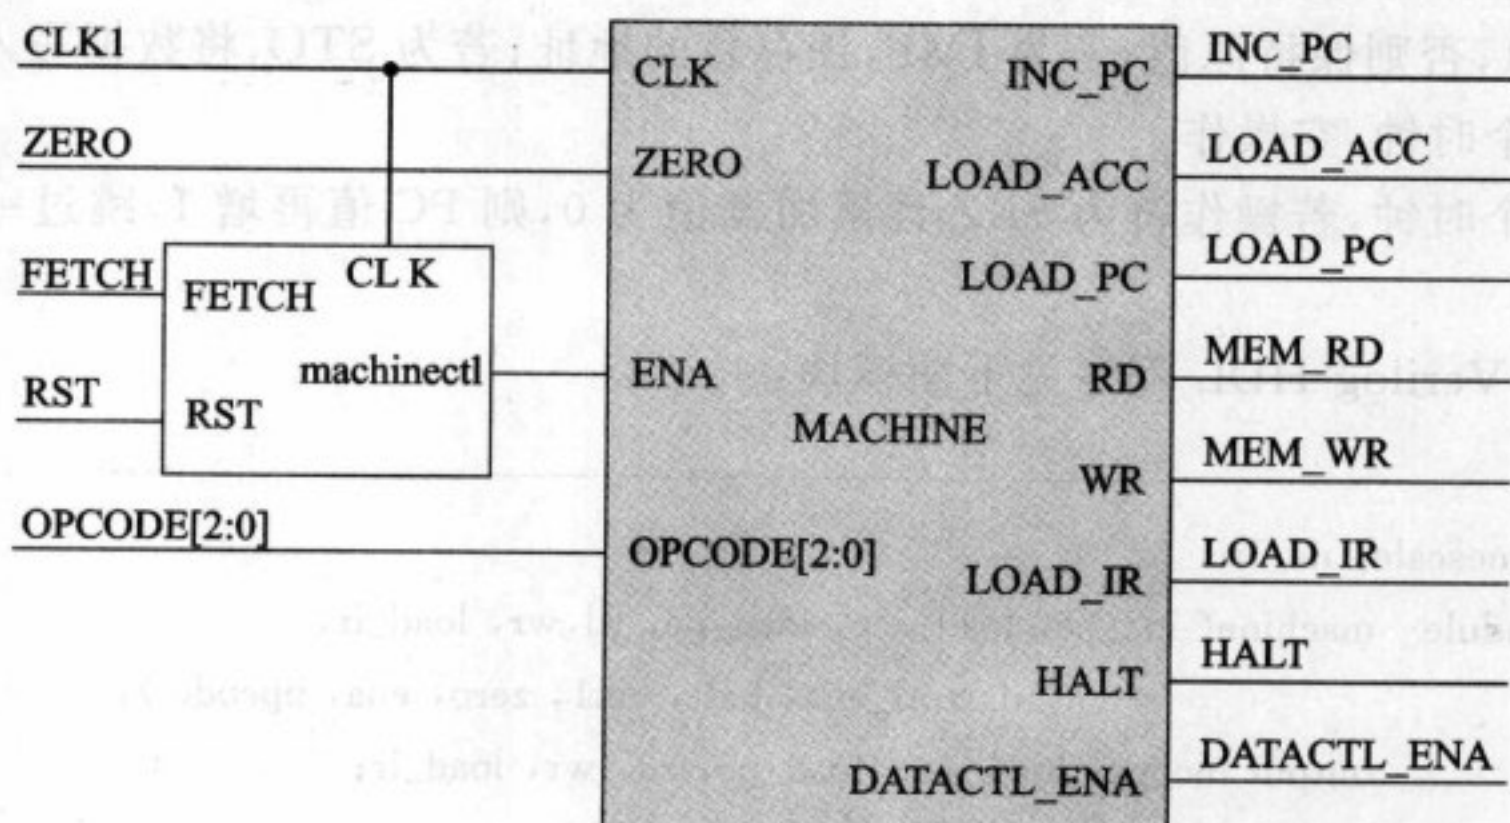 CLK1
ZERO
FETCH
RST
OPCODE[2:0]
FETCH
CLK
machinectl
RST
CLK
ZERO
ENA
MACHINE
OPCODE[2:0]
INC_PC
LOAD_ACC
LOAD_PC
RD
WR
LOAD_IR
HALT
DATACTL_ENA
INC_PC
LOAD_ACC
LOAD_PC
MEM_RD
MEM_WR
LOAD_IR
HALT
DATACTL_ENA